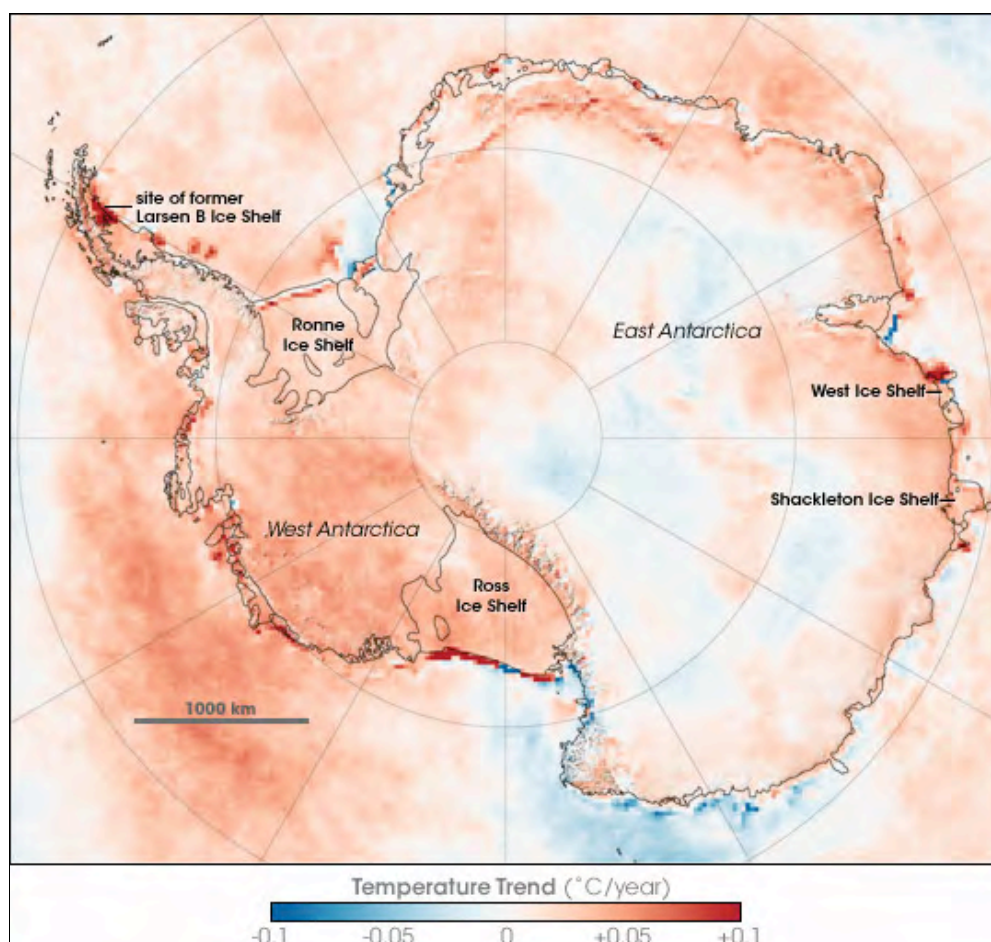 site of former
Larsen B Ice Shelf
Ronne
Ice Shelf
East Antarctica
West Ice Shelf
Shackleton Ice Shelf
West Antarctica
Ross
Ice Shelf
1000 km
Temperature Trend (°C/year)
-0.1 -0.05 0 +0.05 +0.1